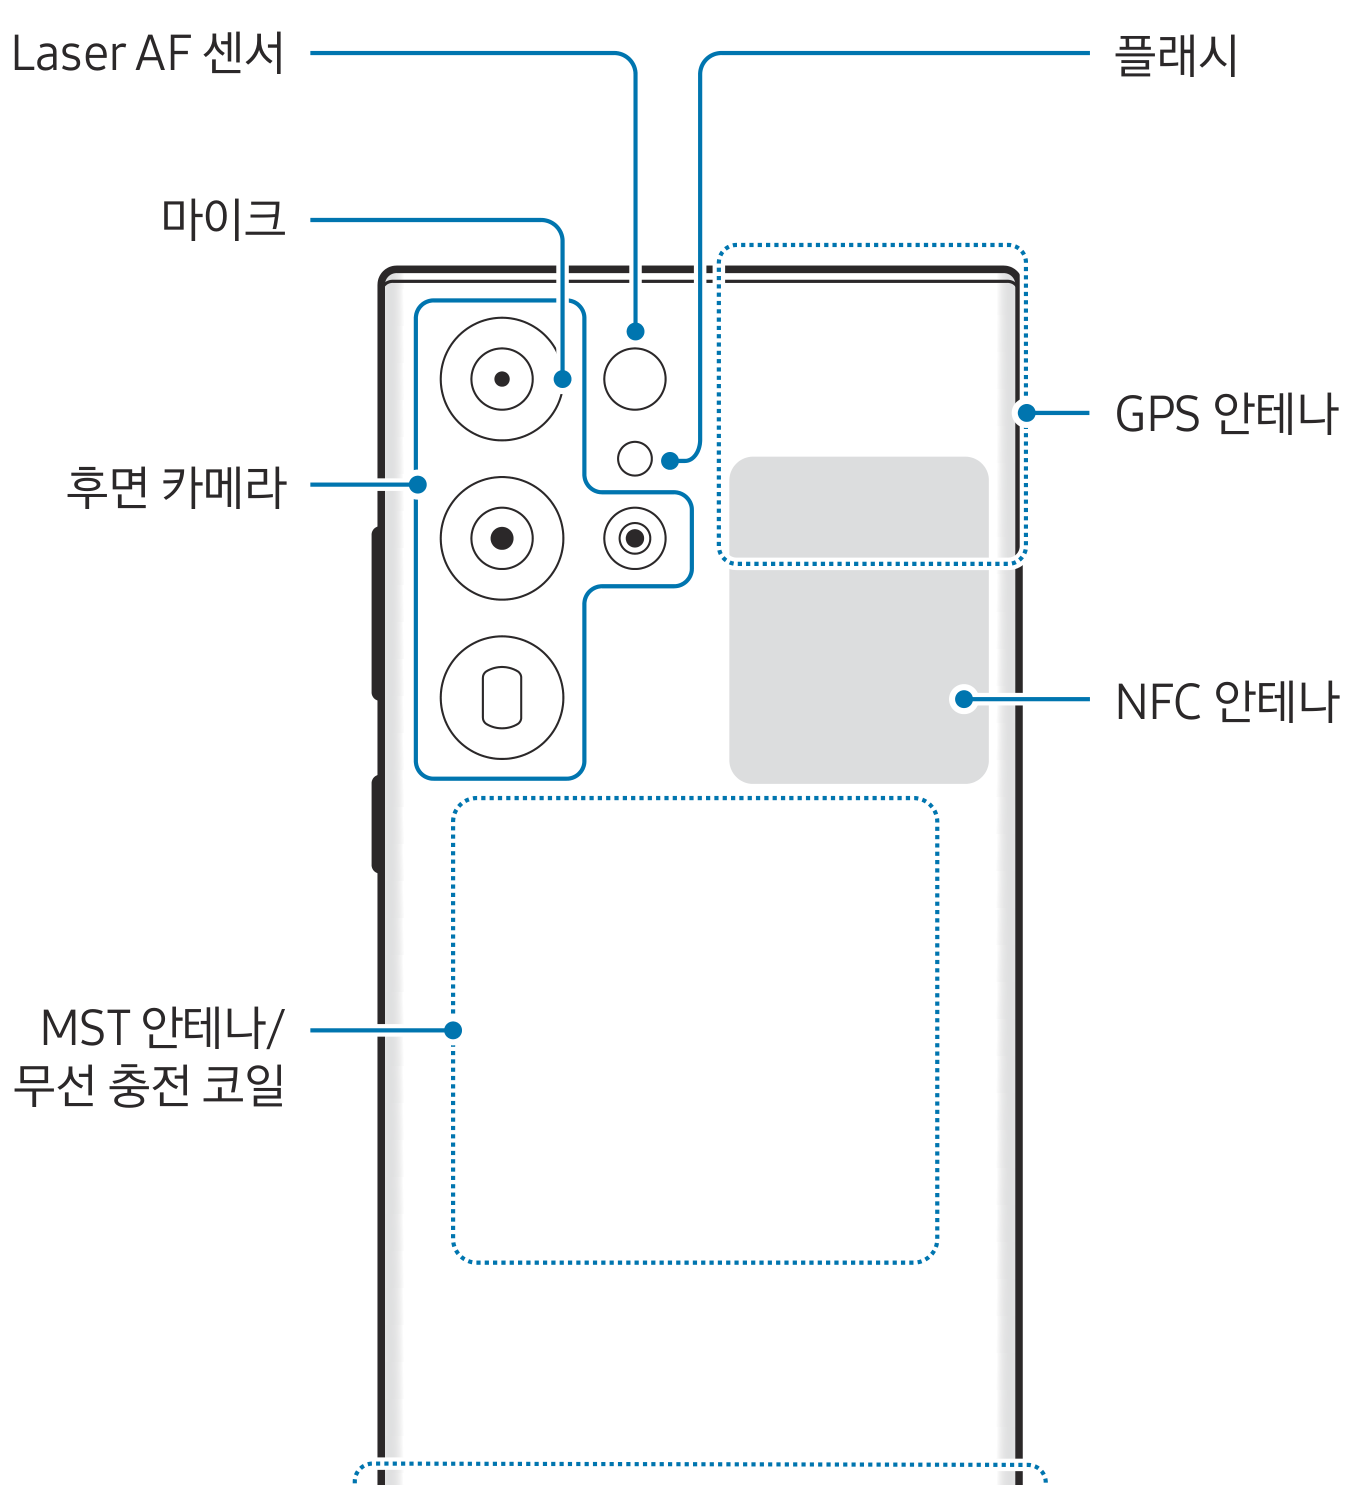 Laser AF 센서
플래시
마이크
GPS 안테나
후면 카메라
NFC 안테나
MST 안테나/
무선 충전 코일